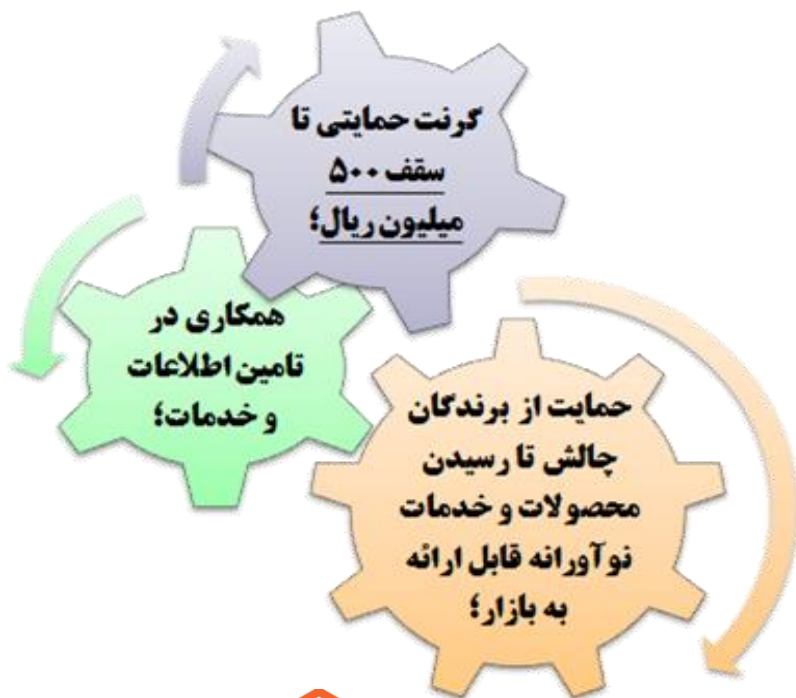 گرنت حمایتی تا
سقف ۵۰۰
میلیون ریال؛
همکاری در
تامین اطلاعات
و خدمات؛
حمایت از برندگان
چالش تا رسیدن
محصولات و خدمات
نوآورانه قابل ارائه
به بازار؛